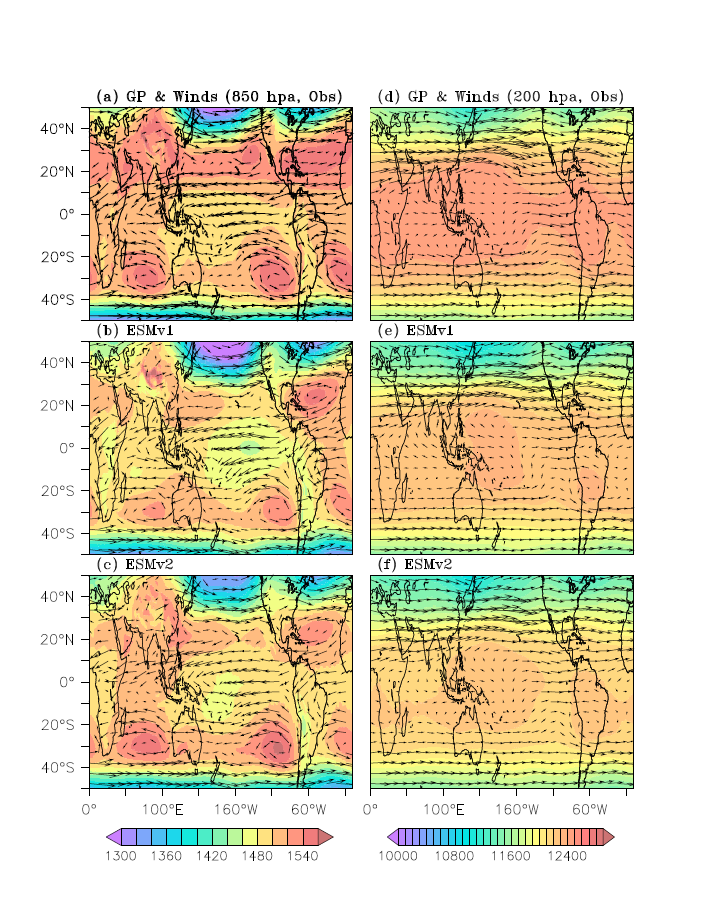 (a) GP & Winds (850 hpa, Obs)
(d) GP & Winds (200 hpa, Obs)
40°N
20°N
0°
20°S
40°S
(b) ESMv1
(e) ESMv1
40°N
20°N
0°
20°S
40°S
(c) ESMv2
(f) ESMv2
40°N
20°N
0°
20°S
40°S
0° 100°E 160°W 60°W
0° 100°E 160°W 60°W
1300 1360 1420 1480 1540
10000 10800 11600 12400